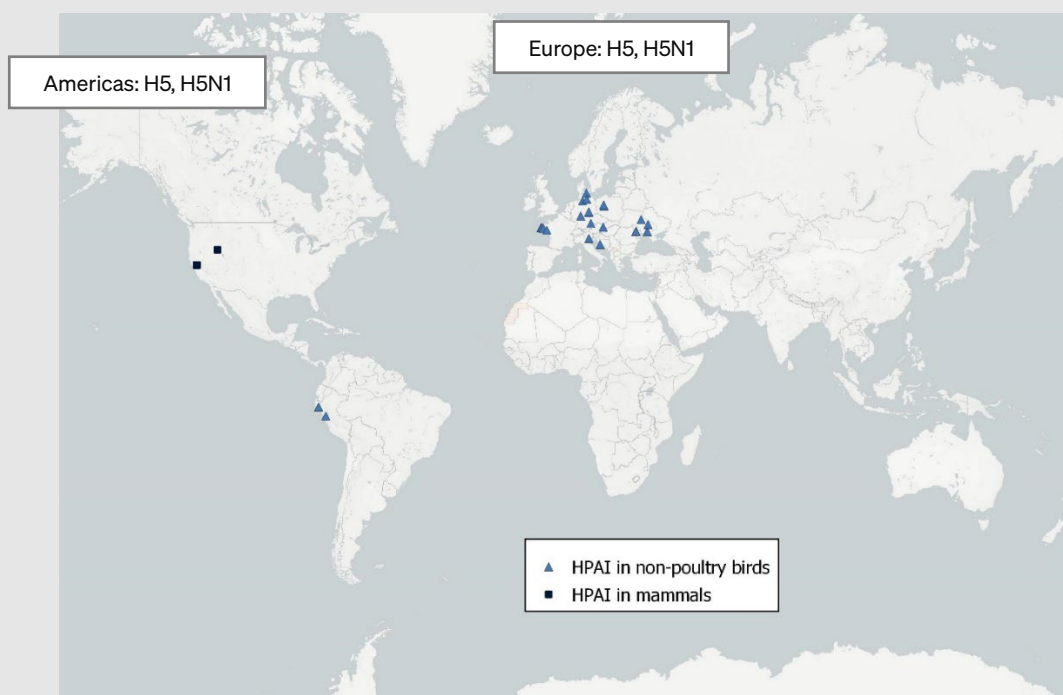 Europe: H5, H5N1
Americas: H5, H5N1
HPAI in non-poultry birds
HPAI in mammals